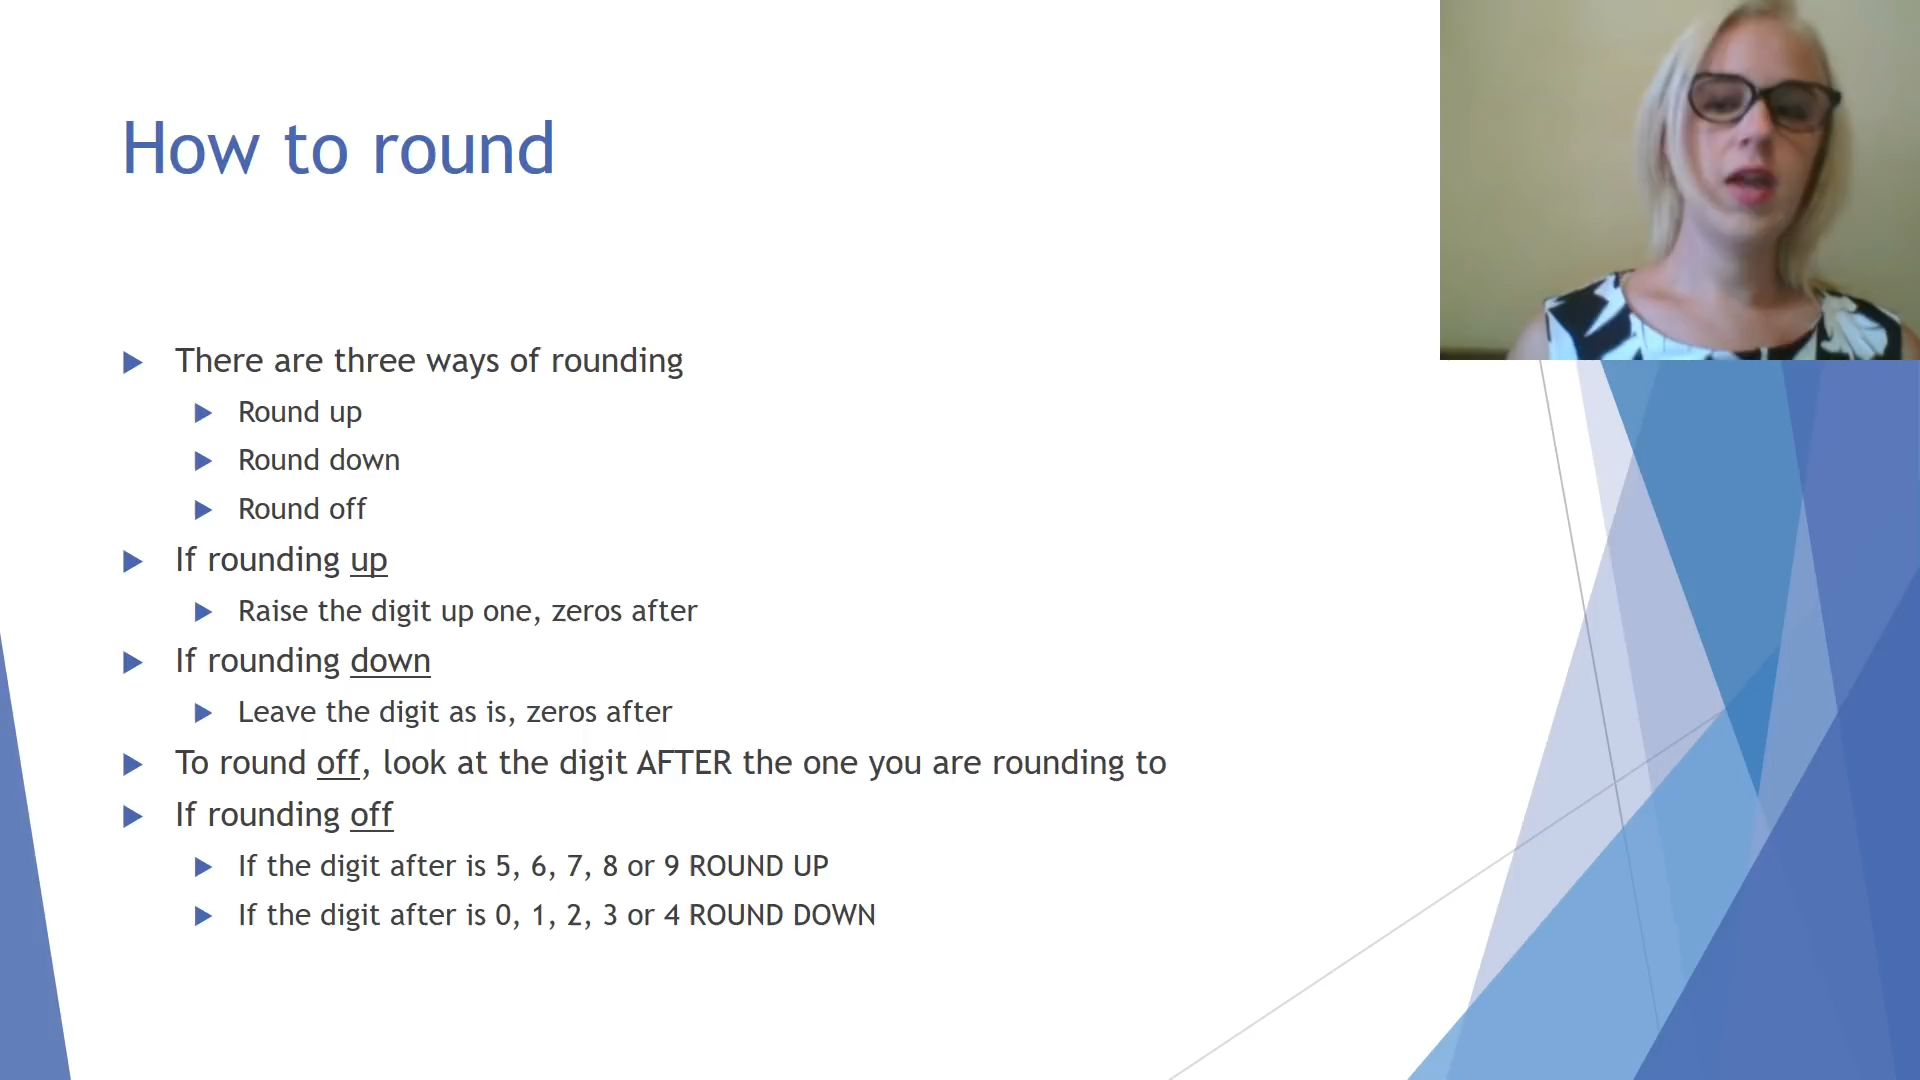 How to round
There are three ways of rounding
Round up
Round down
Round off
If rounding up
Raise the digit up one, zeros after
If rounding down
Leave the digit as is, zeros after
To round off, look at the digit AFTER the one you are rounding to
If rounding off
If the digit after is 5, 6, 7, 8 or 9 ROUND UP
If the digit after is 0, 1, 2, 3 or 4 ROUND DOWN